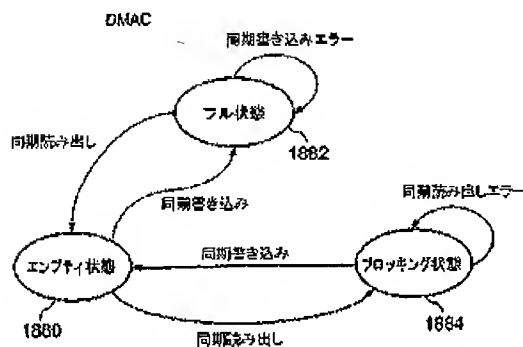 DMAC
同期書き込みエラー
フル状態
1882
同期読み出し
同期書き込み
同期読み出しエラー
同期書き込み
エンプティ状態
ブロッキング状態
1880
同期読み出し
1884